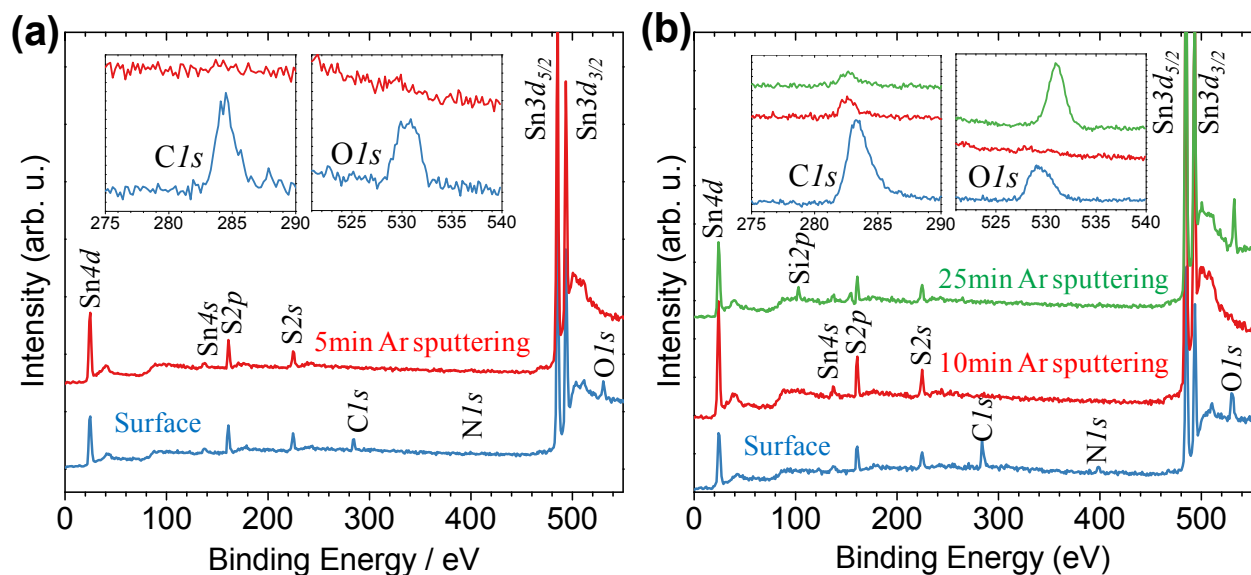 (a)
Intensity (arb. u.)
C1s
275 280 285 290
O1s
525 530 535 540
Sn3d5/2
Sn3d3/2
Sn4d
Sn4s
S2p
S2s
5min Ar sputtering
O1s
Surface
C1s
N1s
0 100 200 300 400 500
Binding Energy / eV
(b)
Intensity (arb. u.)
C1s
275 280 285 290
O1s
525 530 535 540
Sn3d5/2
Sn3d3/2
Sn4d
Si2p
25min Ar sputtering
Sn4s
S2p
S2s
10min Ar sputtering
O1s
Surface
C1s
N1s
0 100 200 300 400 500
Binding Energy (eV)